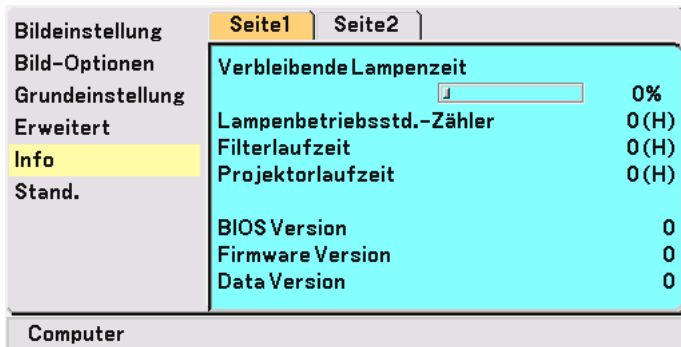 Bildeinstellung
Bild-Optionen
Grundeinstellung
Erweitert
Info
Stand.
Seite1 Seite2
Verbleibende Lampenzeit
0%
Lampenbetriebsstd.-Zähler 0(H)
Filterlaufzeit 0(H)
Projektorlaufzeit 0(H)
BIOS Version 0
Firmware Version 0
Data Version 0
Computer